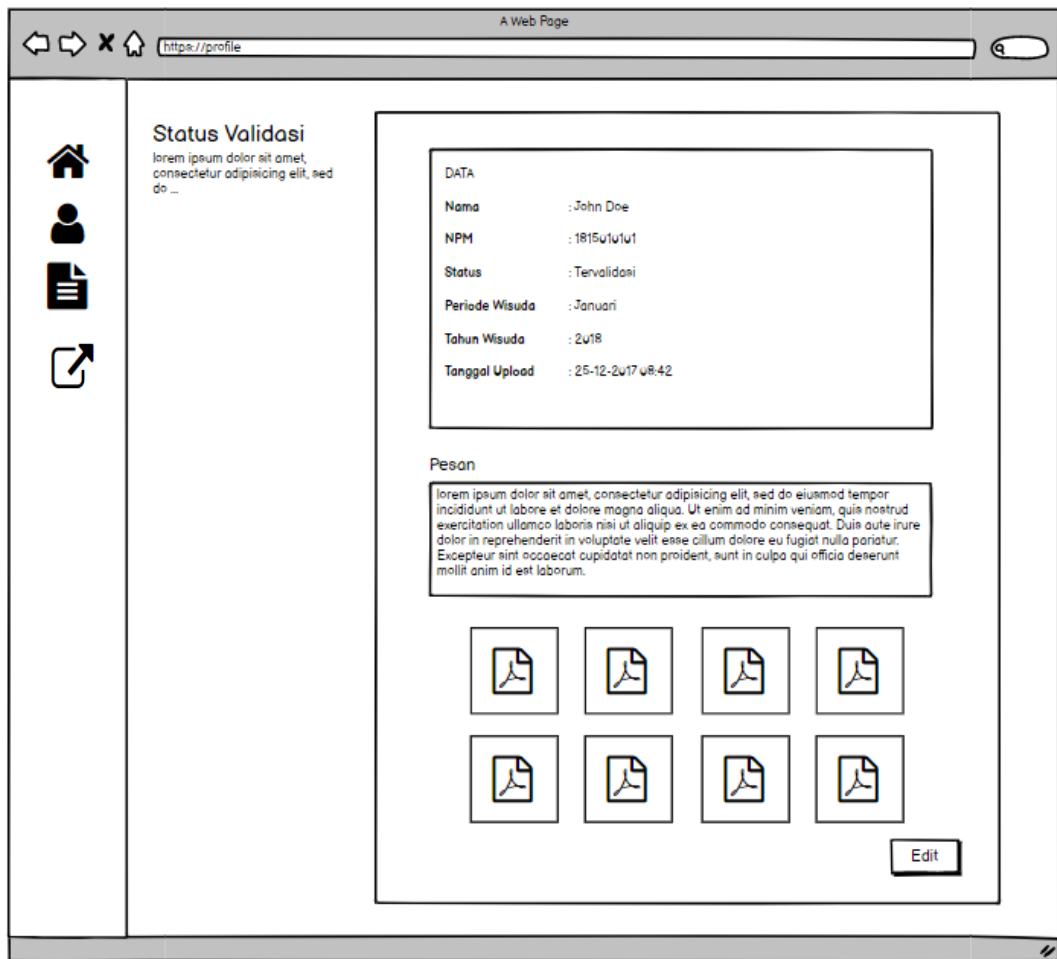 A Web Page
https://profile
Status Validasi
lorem ipsum dolor sit amet,
consectetur adipisicing elit, sed
do ...
DATA
Nama : John Doe
NPM : 1815010101
Status : Tervalidasi
Periode Wisuda : Januari
Tahun Wisuda : 2018
Tanggal Upload : 25-12-2017 08:42
Pesan
lorem ipsum dolor sit amet, consectetur adipisicing elit, sed do eiusmod tempor
incididunt ut labore et dolore magna aliqua. Ut enim ad minim veniam, quis nostrud
exercitation ullamco laboris nisi ut aliquip ex ea commodo consequat. Duis aute irure
dolor in reprehenderit in voluptate velit esse cillum dolore eu fugiat nulla pariatur.
Excepteur sint occaecat cupidatat non proident, sunt in culpa qui officia deserunt
mollit anim id est laborum.
Edit